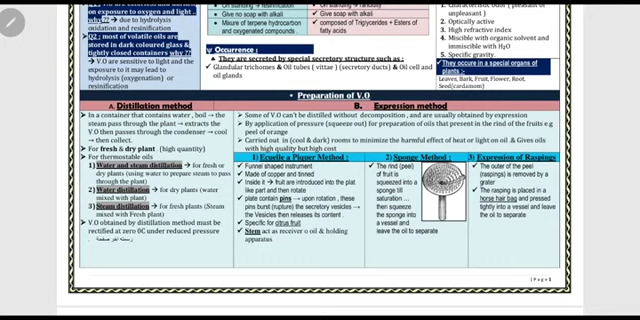 on exposure to oxygen and light .
why?? → due to hydrolysis
oxidation and resinification
Q2 : most of volatile oils are
stored in dark coloured glass &
tightly closed containers why ??
→ V.O are sensitive to light and the
exposure to it may lead to
hydrolysis (oxygenation) or
resinification
On standing → resinification
Give no soap with alkali
Mixure of terpene hydrocarbon
and oxygenated compounds .
On standing → randidity
Give soap with alkali
composed of Triglycerides + Esters of
fatty acids
unpleasant )
2. Optically active
3. High refractive index
4. Miscible with organic solvent and
immiscible with H₂O
5. Specific gravity.
Occurrence :
They are secreted by special secretory structure such as :
✓ Glandular trichomes & Oil tubes ( vittae ) (secretory ducts) & Oil cell and
oil glands
✓ They occur in special organs of
plants :-
Leaves, Bark, Fruit, Flower, Root,
Seed(cardamom)
• Preparation of V.O
A. Distillation method
➢ In a container that contains water , boil → the
steam pass through the plant → extracts the
V.O then passes through the condenser → cool
→ then collect.
➢ For fresh & dry plant (high quantity)
➢ For thermostable oils
1) Water and steam distillation → for fresh or
dry plants (using water to prepare steam to pass
through the plant)
2) Water distillation → for dry plants (water
mixed with plant)
3) Steam distillation → for fresh plants (Steam
mixed with Fresh plant)
➢ V.O obtained by distillation method must be
rectified at zero 0C under reduced pressure
رسمته اخر صفحة .
B. Expression method
➢ Some of V.O can't be distilled without decomposition , and are usually obtained by expression
➢ By application of pressure (squeeze out) for preparation of oils that present in the rind of the fruits e.g
peel of orange
➢ Carried out in (cool & dark) rooms to minimize the harmful effect of heat or light on oil & Gives oils
with high quality but high cost
1) Ecuelle a Piquer Method :
✓ Funnel shaped instrument
✓ Made of copper and tinned
✓ Inside it → fruit are introduced into the plat
like part and then rotate
✓ plate contain pins → upon rotation , these
pins burst (rupture) the secretory vesicles →
the Vesicles then releases its content .
✓ Specific for citrus fruit
✓ Stem act as receiver o oil & holding
apparatus
2) Sponge Method :
✓ The rind (peel)
of fruit is
squeezed into a
sponge till
saturation ...
then squeeze
the sponge into
a vessel and
leave the oil to separate
3) Expression of Raspings
✓ The outer of the peel
(raspings) is removed by a
grater
✓ The rasping is placed in a
horse hair bag and pressed
tightly into a vessel and leave
the oil to separate
| P a g e 1